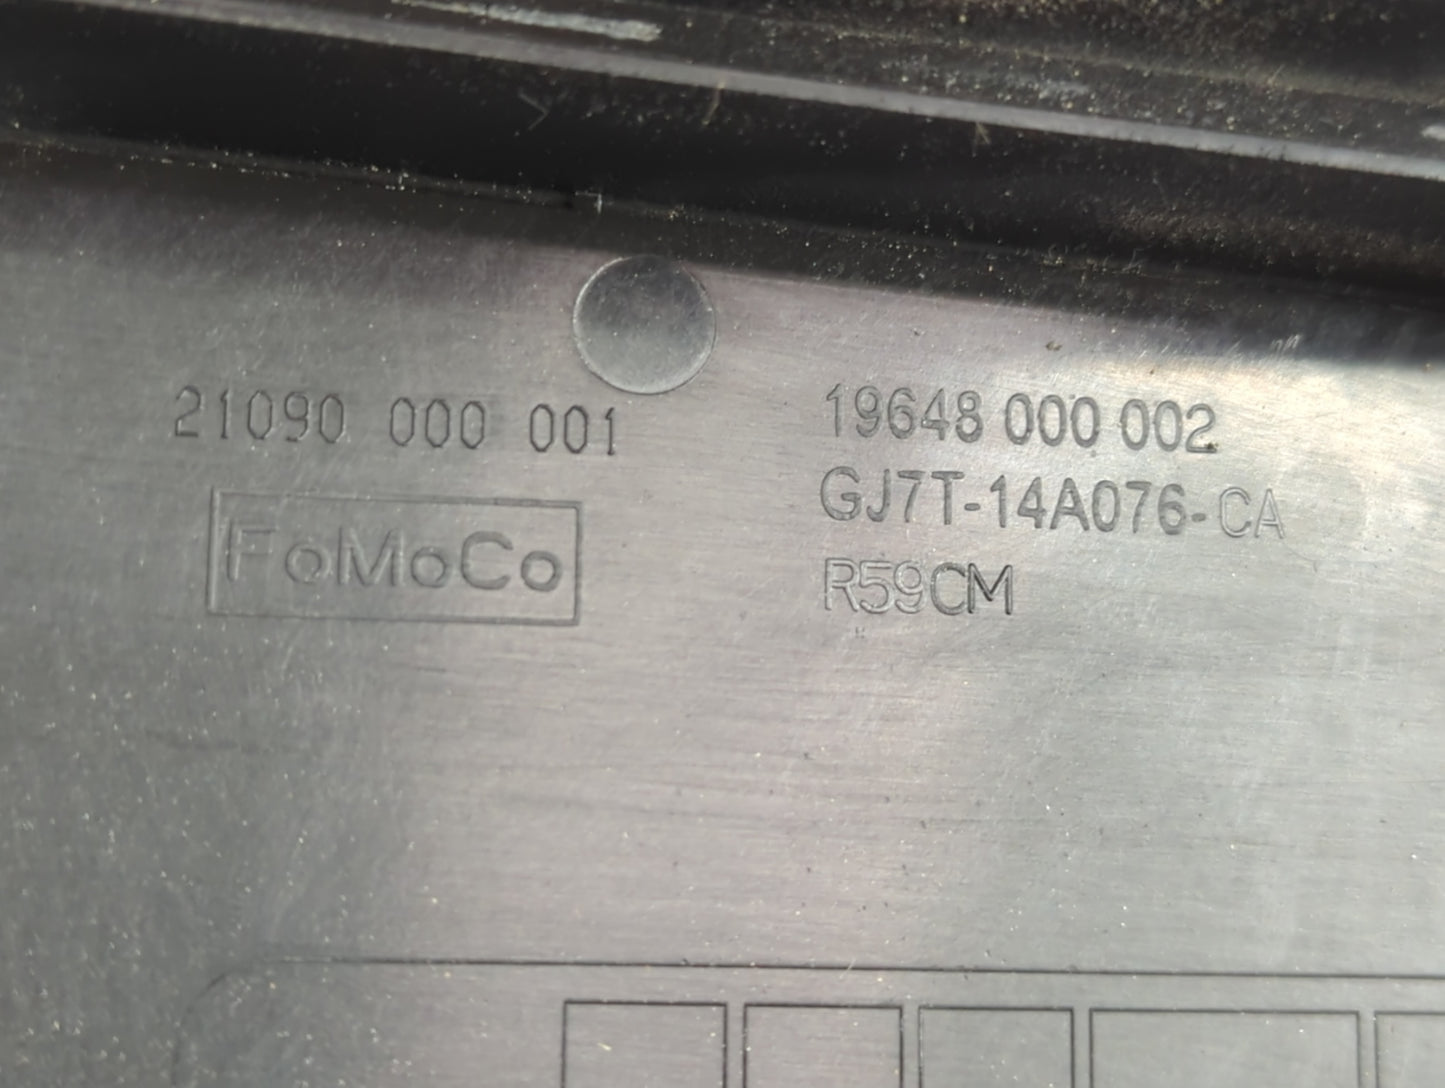 21090 000 001
FoMoCo
19648 000 002
GJ7T-14A076-CA
R59CM